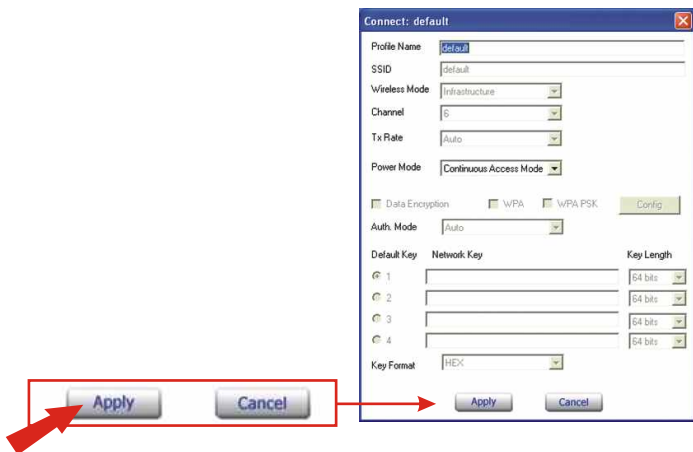 Connect: default
Profile Name default
SSID default
Wireless Mode Infrastructure
Channel 6
Tx Rate Auto
Power Mode Continuous Access Mode
Data Encryption WPA WPA PSK Config
Auth. Mode Auto
Default Key Network Key Key Length
1 64 bits
2 64 bits
3 64 bits
4 64 bits
Key Format HEX
Apply Cancel
Apply Cancel